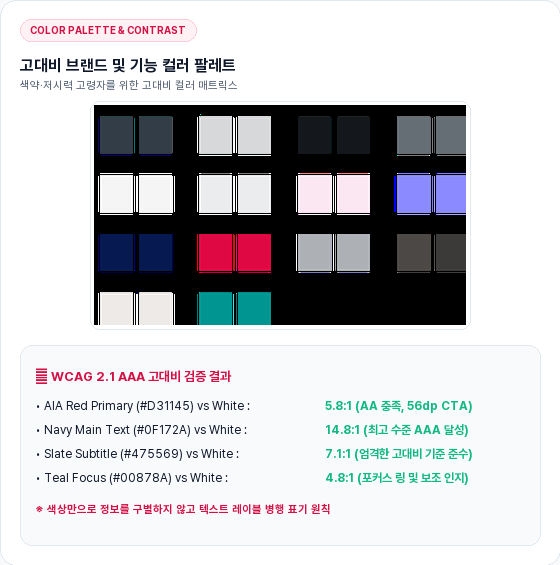 COLOR PALETTE & CONTRAST
고대비 브랜드 및 기능 컬러 팔레트
색약·저시력 고령자를 위한 고대비 컬러 매트릭스
WCAG 2.1 AAA 고대비 검증 결과
• AIA Red Primary (#D31145) vs White : 5.8:1 (AA 충족, 56dp CTA)
• Navy Main Text (#0F172A) vs White : 14.8:1 (최고 수준 AAA 달성)
• Slate Subtitle (#475569) vs White : 7.1:1 (엄격한 고대비 기준 준수)
• Teal Focus (#00878A) vs White : 4.8:1 (포커스 링 및 보조 인지)
※ 색상만으로 정보를 구별하지 않고 텍스트 레이블 병행 표기 원칙